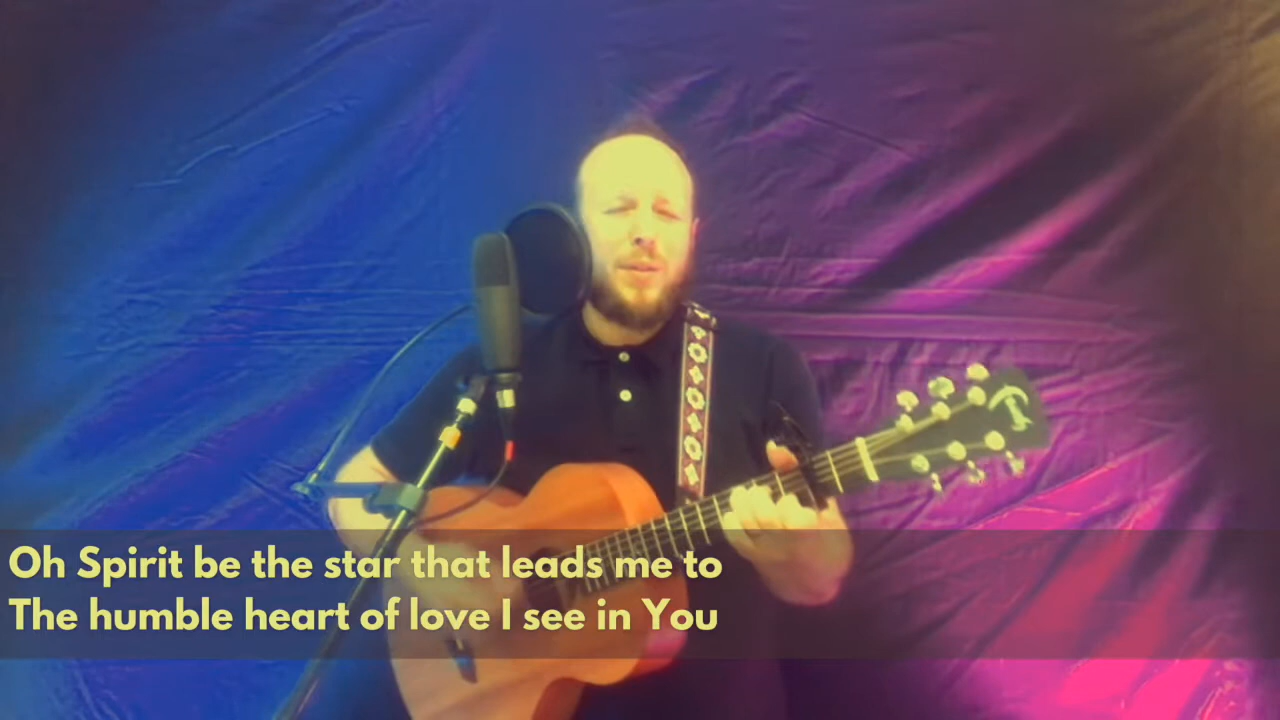 Oh Spirit be the star that leads me to
The humble heart of love I see in You